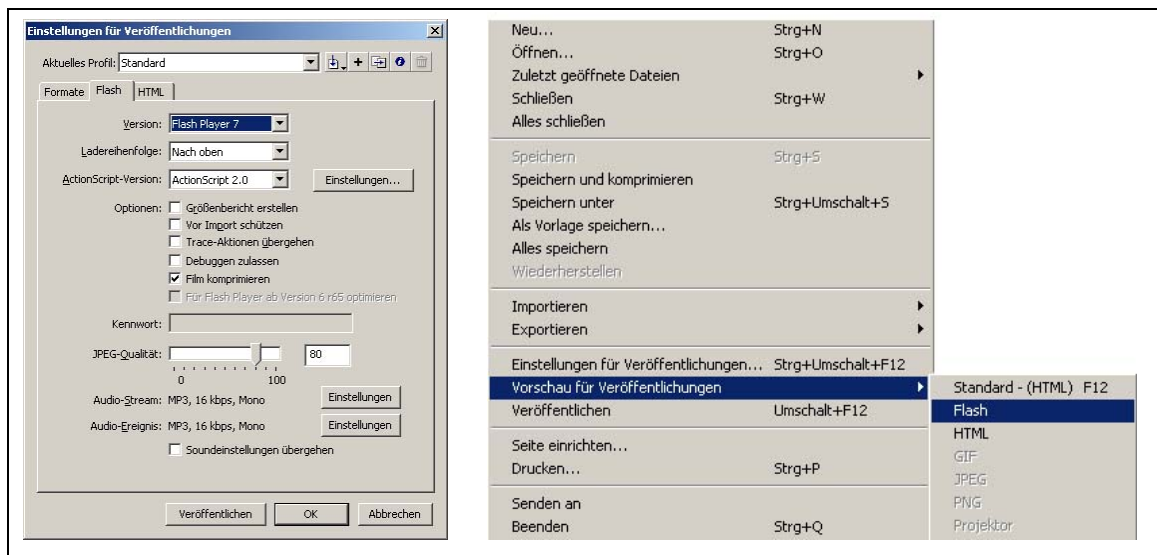 Einstellungen für Veröffentlichungen
Aktuelles Profil: Standard
Formate Flash HTML
Version: Flash Player 7
Ladereihenfolge: Nach oben
ActionScript-Version: ActionScript 2.0 Einstellungen...
Optionen: Größenbericht erstellen
Vor Import schützen
Trace-Aktionen übergehen
Debuggen zulassen
Film komprimieren
Für Flash Player ab Version 6 r65 optimieren
Kennwort:
JPEG-Qualität: 80
0 100
Audio-Stream: MP3, 16 kbps, Mono Einstellungen
Audio-Ereignis: MP3, 16 kbps, Mono Einstellungen
Soundeinstellungen übergehen
Veröffentlichen OK Abbrechen
Neu... Strg+N
Öffnen... Strg+O
Zuletzt geöffnete Dateien
Schließen Strg+W
Alles schließen
Speichern Strg+S
Speichern und komprimieren
Speichern unter Strg+Umschalt+S
Als Vorlage speichern...
Alles speichern
Wiederherstellen
Importieren
Exportieren
Einstellungen für Veröffentlichungen... Strg+Umschalt+F12
Vorschau für Veröffentlichungen
Veröffentlichen Umschalt+F12
Seite einrichten...
Drucken... Strg+P
Senden an
Beenden Strg+Q
Standard - (HTML) F12
Flash
HTML
GIF
JPEG
PNG
Projektor